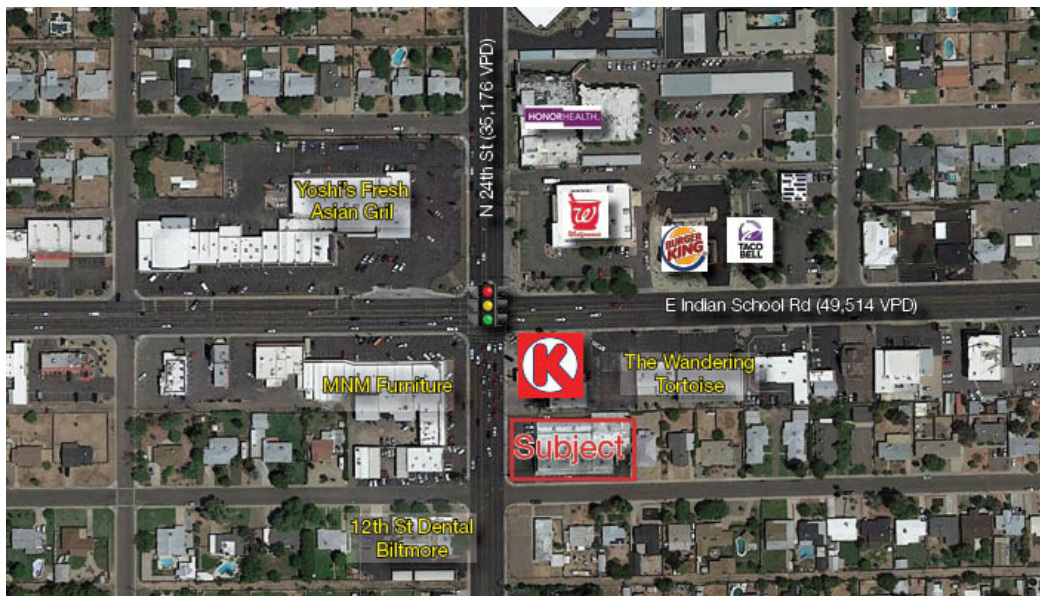 N 24th St (35,176 VPD)
HONORHEALTH
Yoshi's Fresh
Asian Gril
Walgreens
BURGER
KING
TACO
BELL
E Indian School Rd (49,514 VPD)
K
MNM Furniture
The Wandering
Tortoise
Subject
12th St Dental
Biltmore